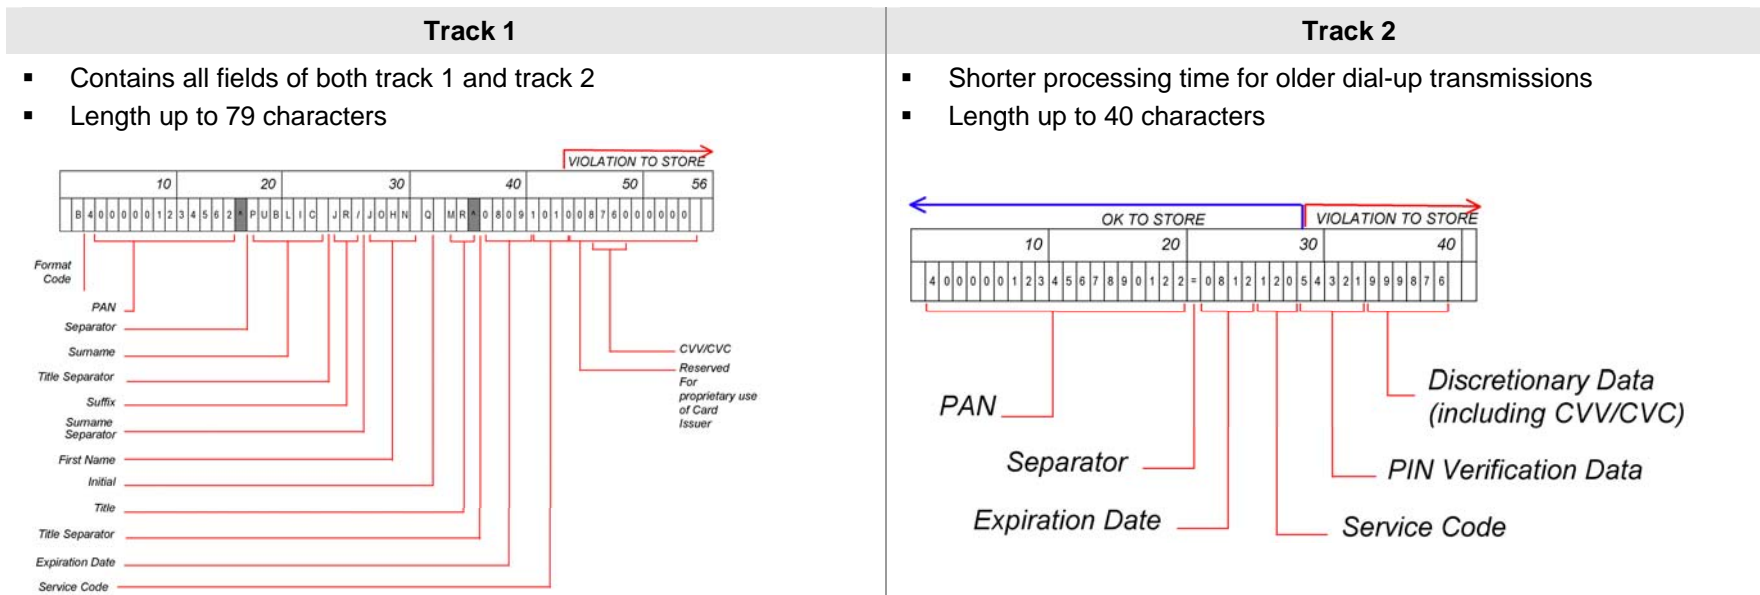 Track 1
▪ Contains all fields of both track 1 and track 2
▪ Length up to 79 characters
VIOLATION TO STORE
10 20 30 40 50 56
B 4 0 0 0 0 0 1 2 3 4 5 6 2 ^ P U B L I C J R / J O H N Q M R ^ 0 8 0 9 1 0 1 0 0 8 7 6 0 0 0 0 0 0
Format
Code
PAN
Separator
Surname
Title Separator
Suffix
Surname
Separator
First Name
Initial
Title
Title Separator
Expiration Date
Service Code
CVV/CVC
Reserved
For
proprietary use
of Card
Issuer
Track 2
▪ Shorter processing time for older dial-up transmissions
▪ Length up to 40 characters
OK TO STORE VIOLATION TO STORE
10 20 30 40
4 0 0 0 0 0 1 2 3 4 5 6 7 8 9 0 1 2 2 = 0 8 1 2 1 2 0 5 4 3 2 1 9 9 9 8 7 6
PAN
Separator
Expiration Date
Discretionary Data
(including CVV/CVC)
PIN Verification Data
Service Code